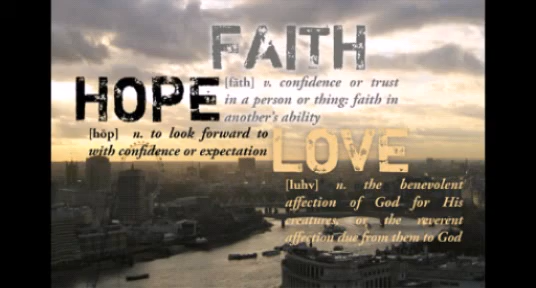 FAITH
[fāth] v. confidence or trust
in a person or thing: faith in
another's ability
HOPE
[hōp] n. to look forward to
with confidence or expectation
LOVE
[luhv] n. the benevolent
affection of God for His
creatures, or the reverent
affection due from them to God